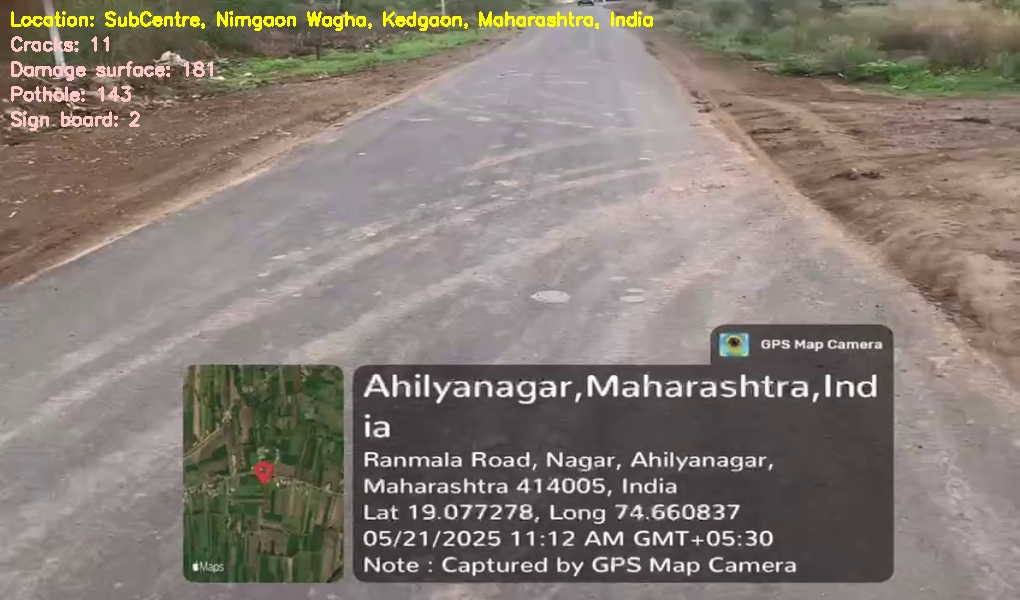 Location: SubCentre, Nimgaon Wagha, Kedgaon, Maharashtra, India
Cracks: 11
Damage surface: 181
Pothole: 143
Sign board: 2
GPS Map Camera
Ahilyanagar,Maharashtra,Ind
ia
Ranmala Road, Nagar, Ahilyanagar,
Maharashtra 414005, India
Lat 19.077278, Long 74.660837
05/21/2025 11:12 AM GMT+05:30
Note : Captured by GPS Map Camera
Maps